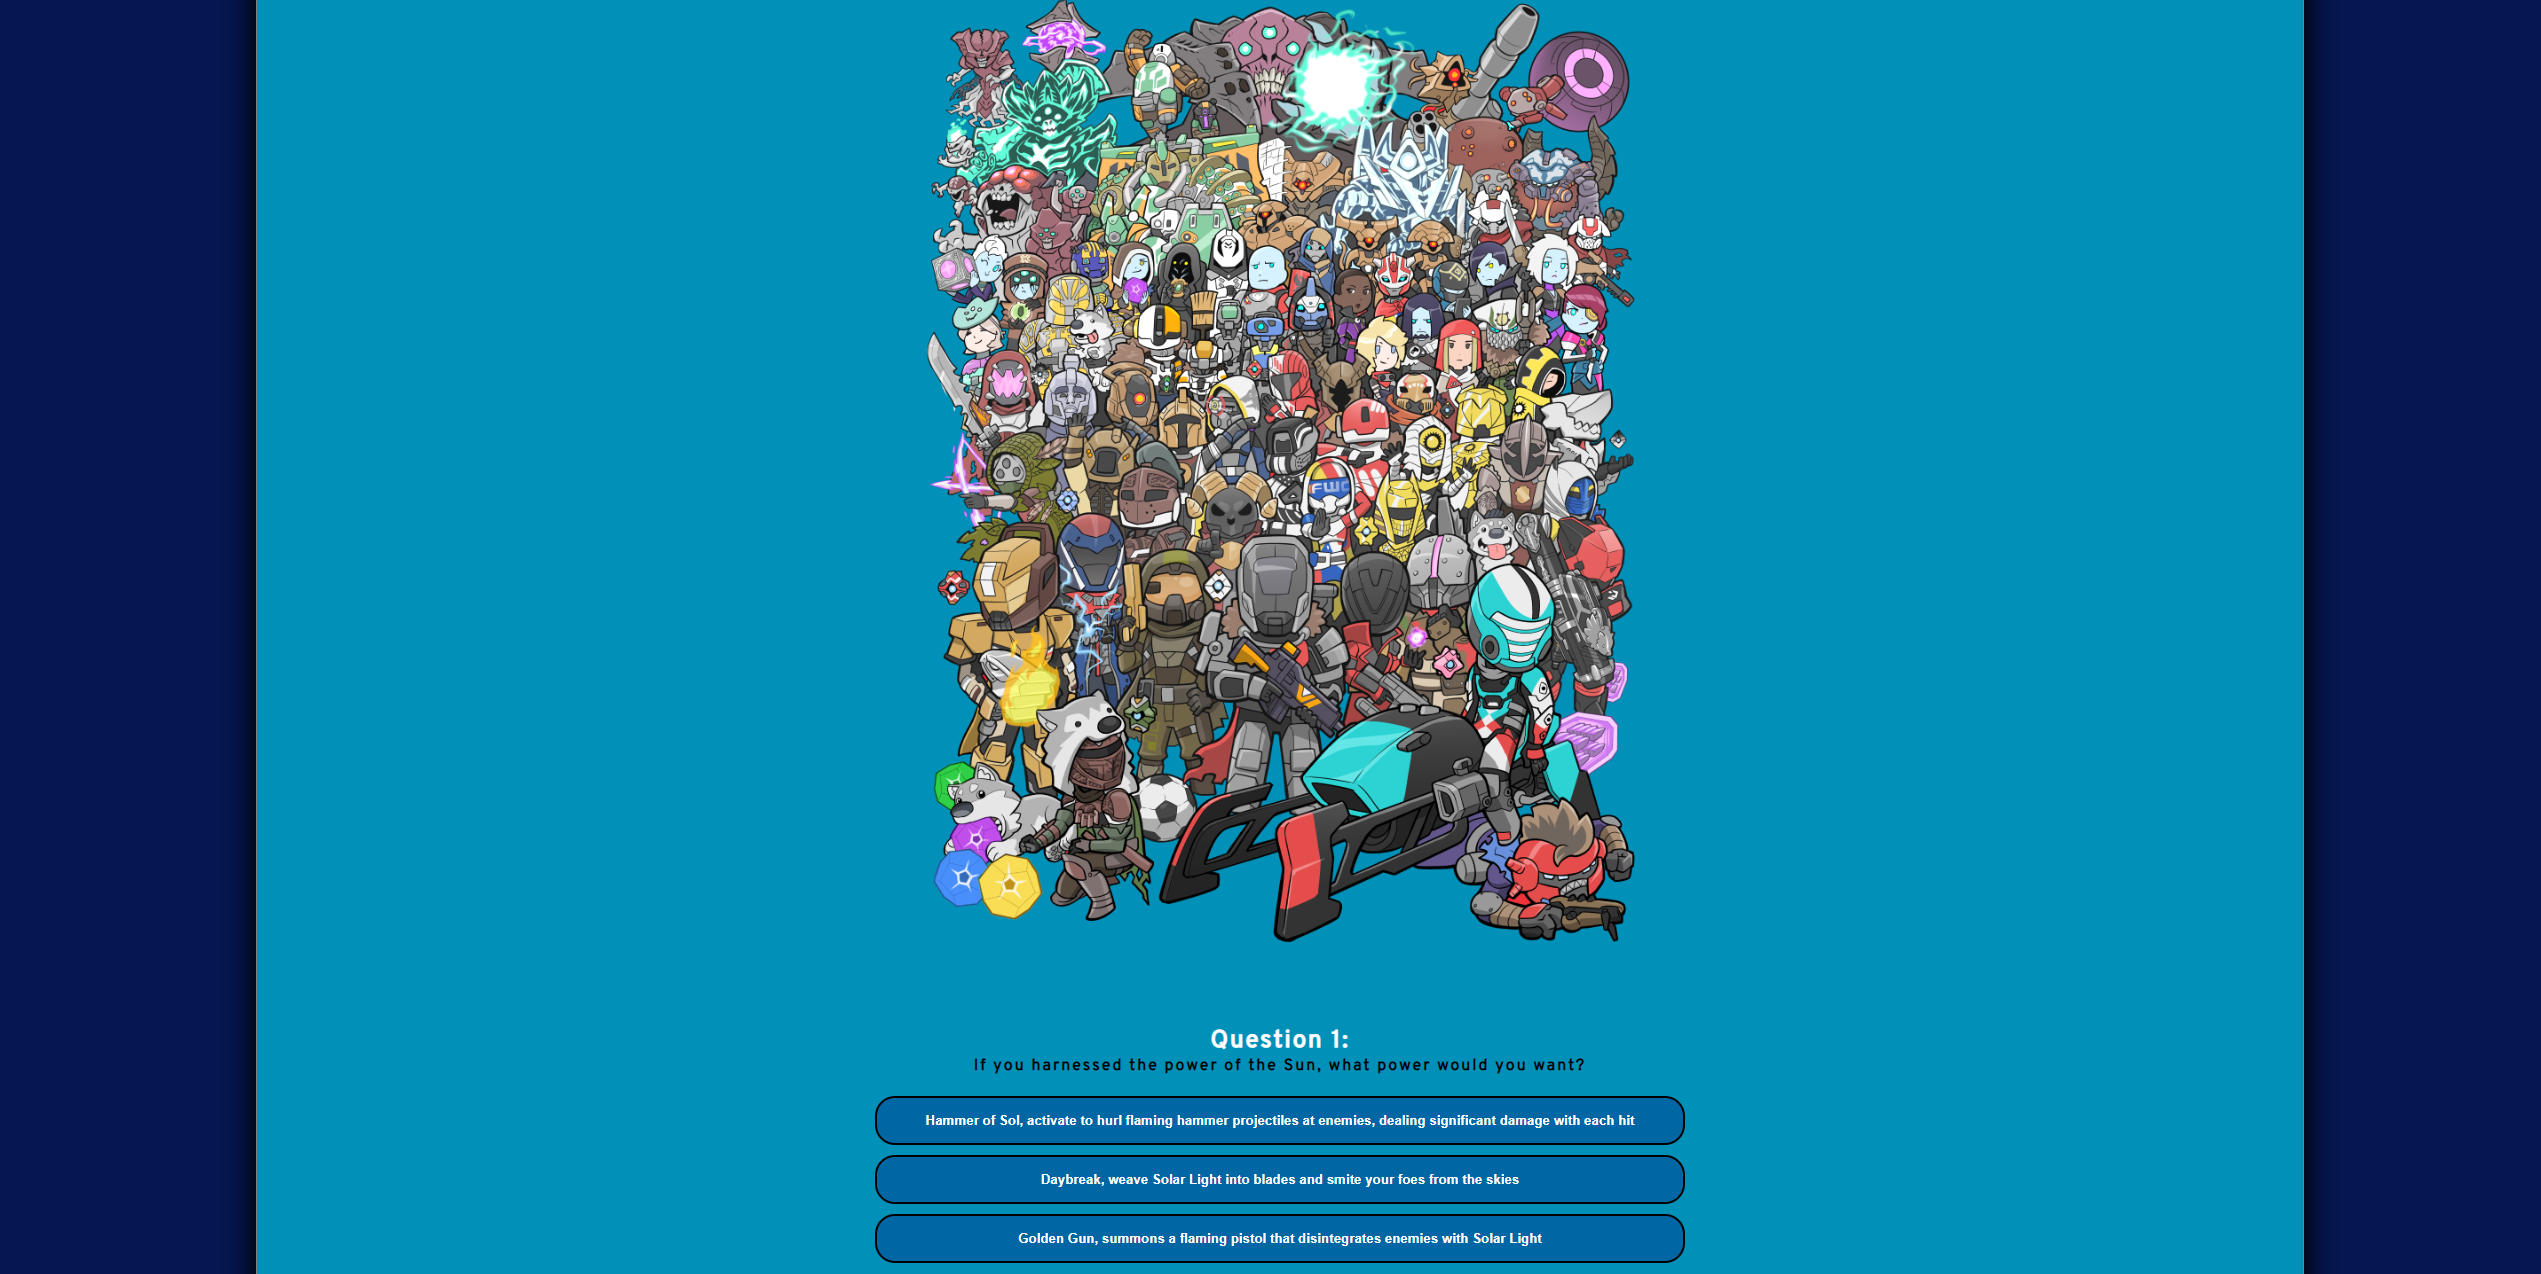 FWC
Question 1:
If you harnessed the power of the Sun, what power would you want?
Hammer of Sol, activate to hurl flaming hammer projectiles at enemies, dealing significant damage with each hit
Daybreak, weave Solar Light into blades and smite your foes from the skies
Golden Gun, summons a flaming pistol that disintegrates enemies with Solar Light